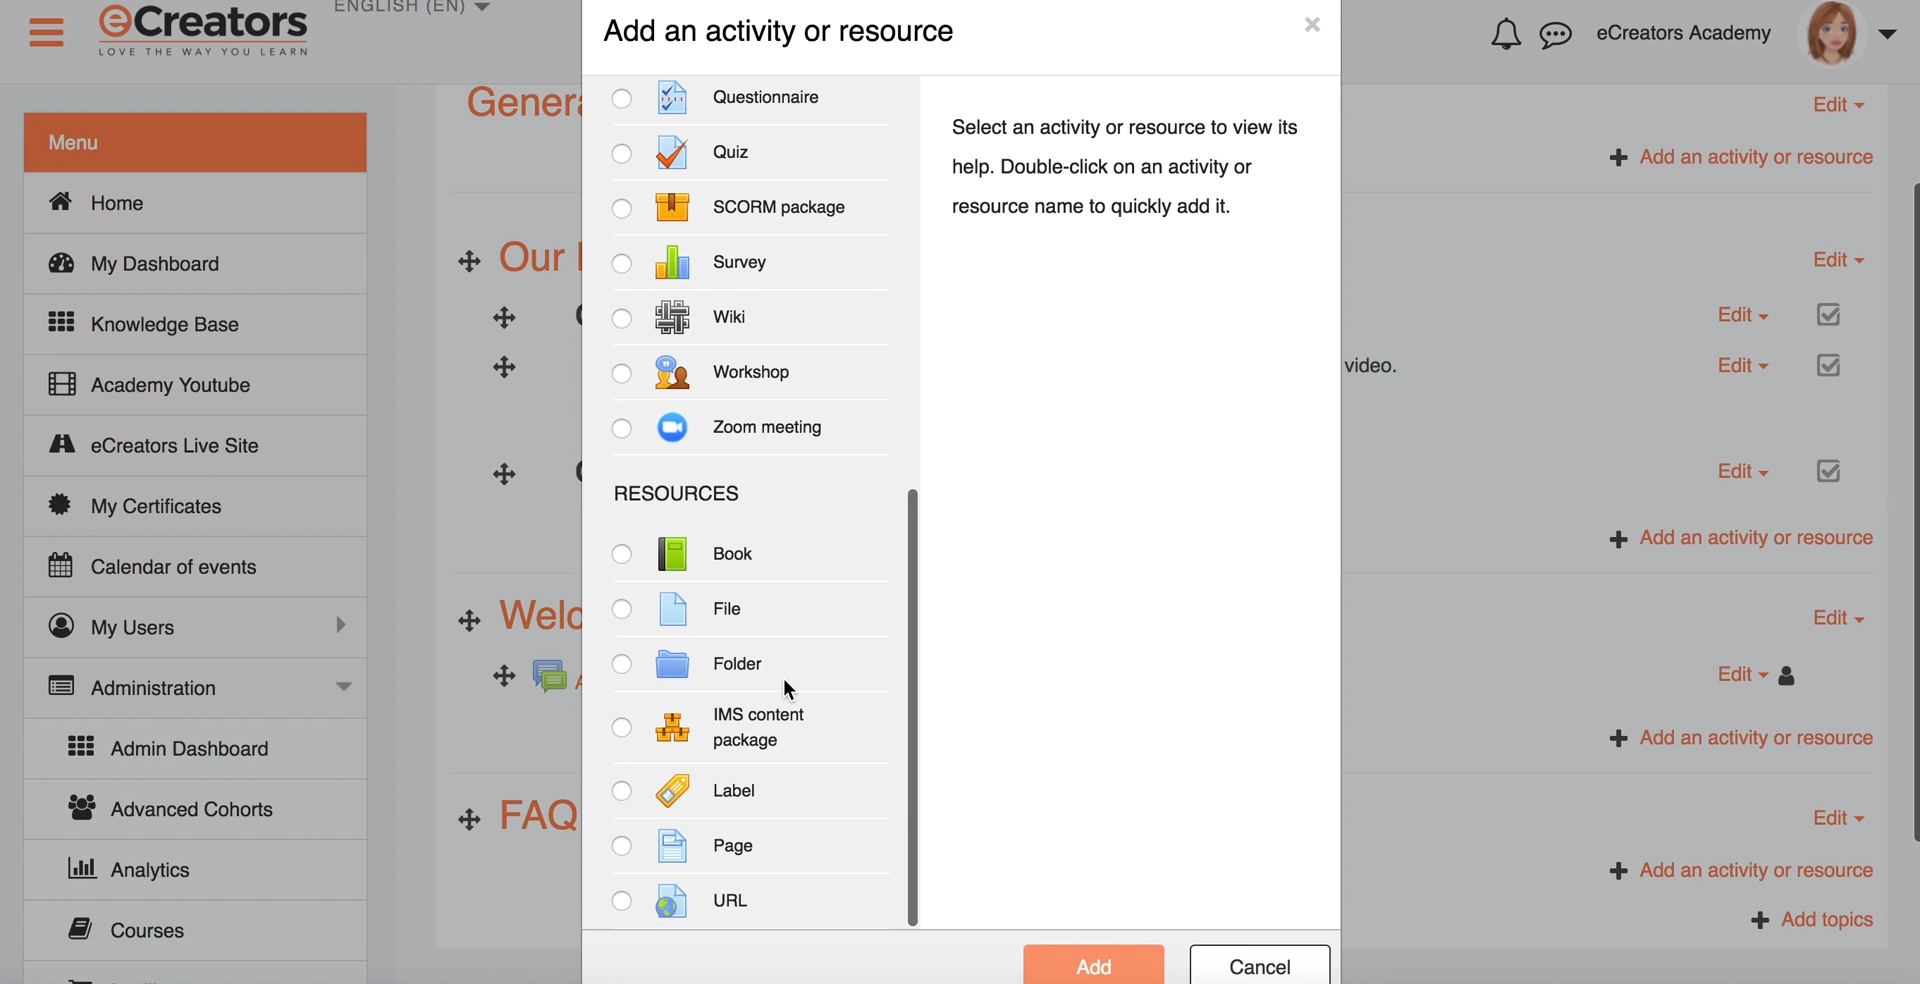 eCreators
LOVE THE WAY YOU LEARN
ENGLISH (EN)
Add an activity or resource
eCreators Academy
Menu
Home
My Dashboard
Knowledge Base
Academy Youtube
eCreators Live Site
My Certificates
Calendar of events
My Users
Administration
Admin Dashboard
Advanced Cohorts
Analytics
Courses
Questionnaire
Quiz
SCORM package
Survey
Wiki
Workshop
Zoom meeting
RESOURCES
Book
File
Folder
IMS content
package
Label
Page
URL
Select an activity or resource to view its
help. Double-click on an activity or
resource name to quickly add it.
Add
Cancel
Genera
Edit
Add an activity or resource
Our
Edit
Edit
video.
Edit
Edit
Add an activity or resource
Welc
Edit
Edit
Add an activity or resource
FAQ
Edit
Add an activity or resource
Add topics